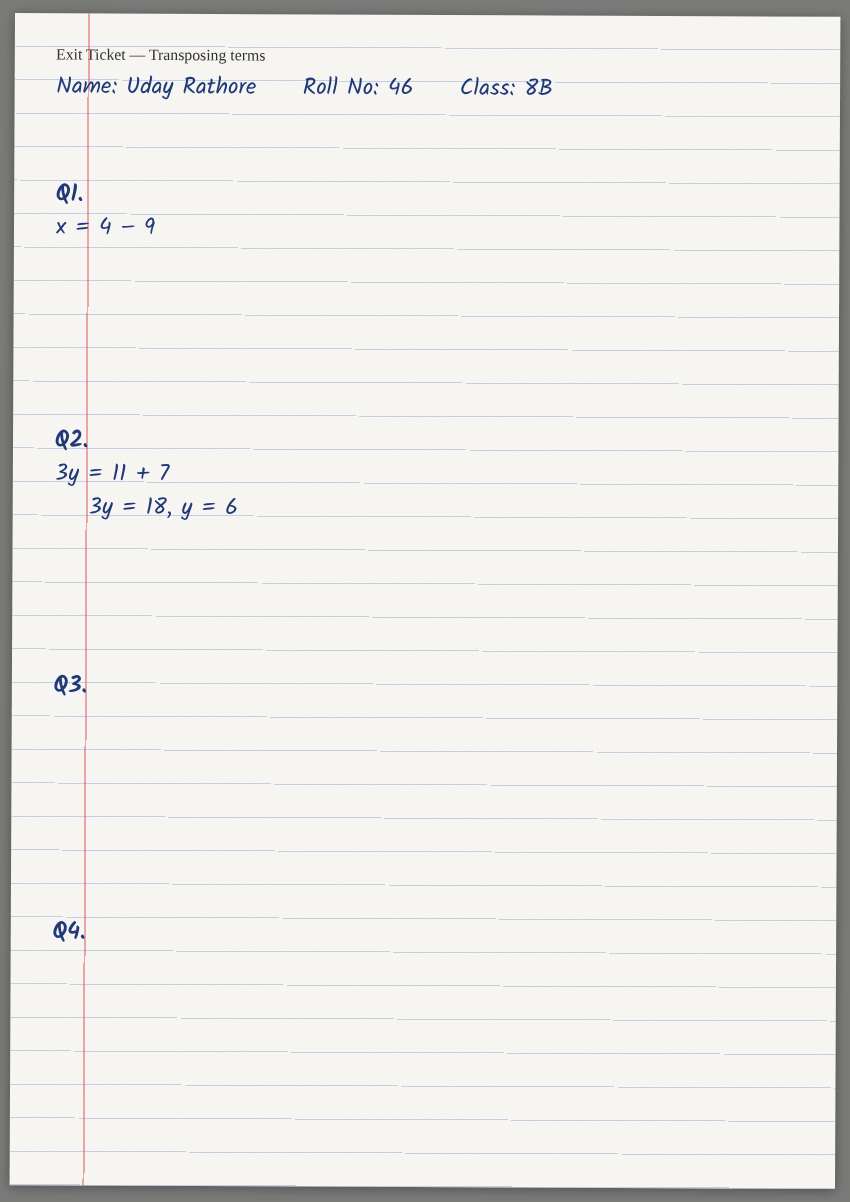 Exit Ticket — Transposing terms
Name: Uday Rathore Roll No: 46 Class: 8B
Q1.
x = 4 – 9
Q2.
3y = 11 + 7
3y = 18, y = 6
Q3.
Q4.